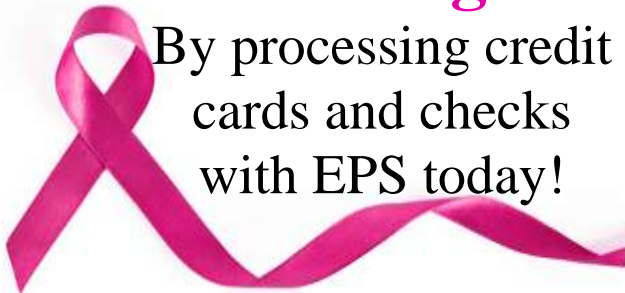 By processing credit
cards and checks
with EPS today!